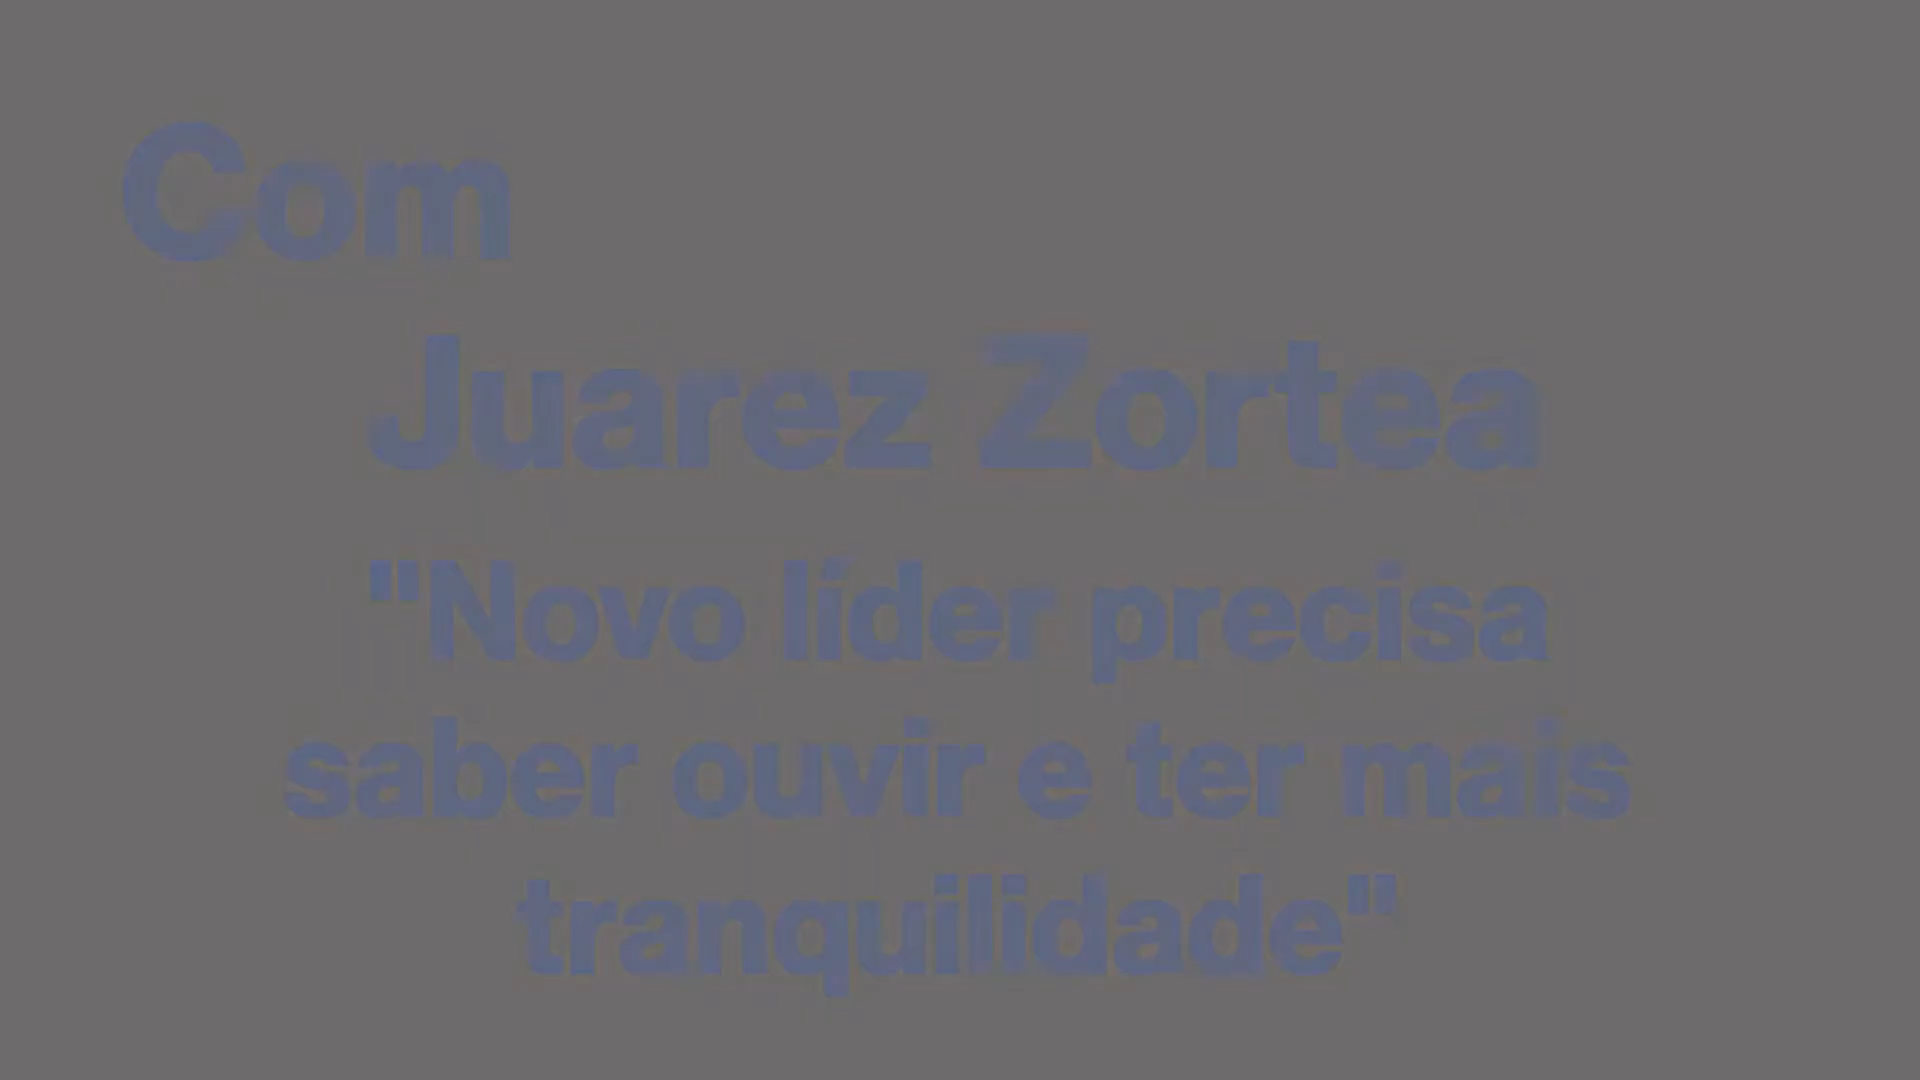 Com
Juarez Zortea
"Novo líder precisa
saber ouvir e ter mais
tranquilidade"